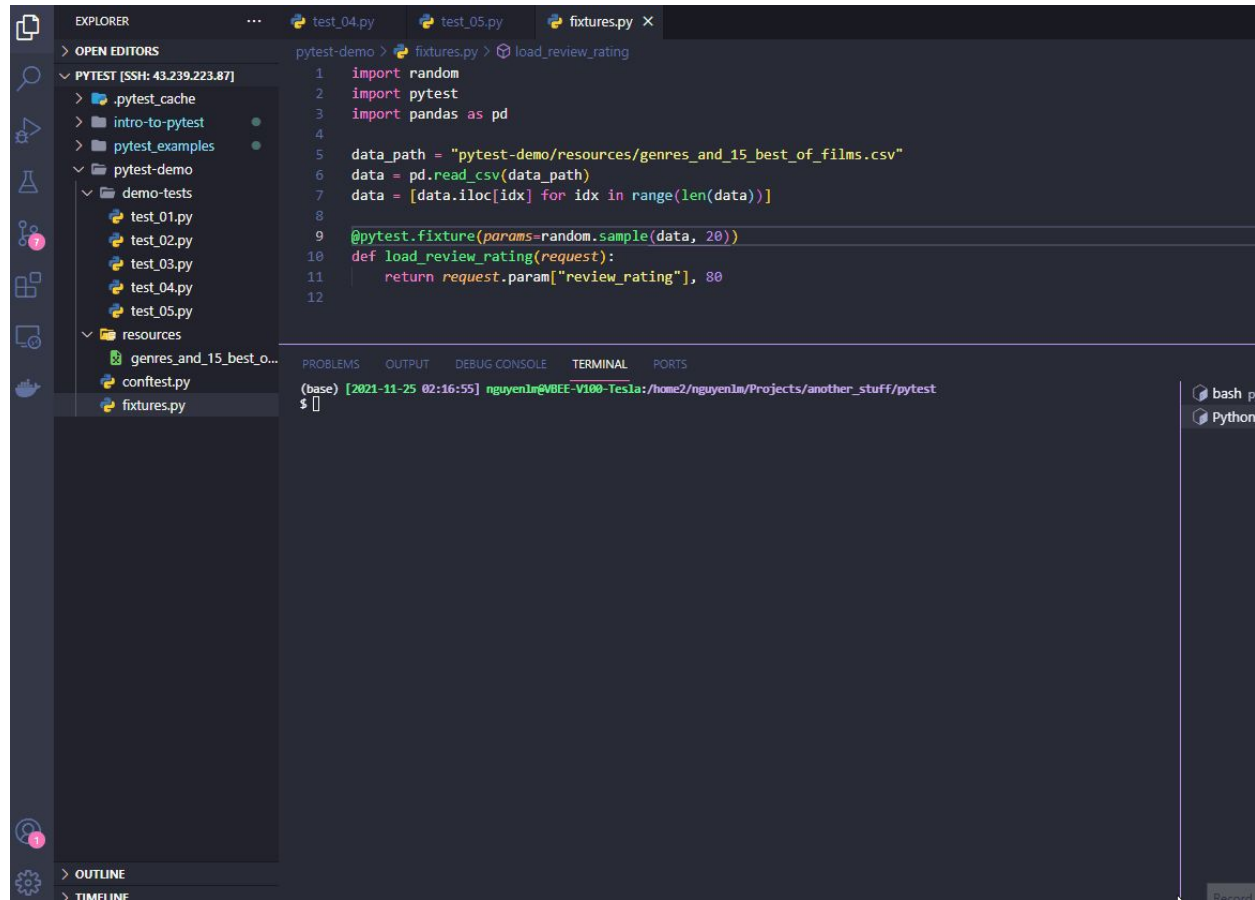 EXPLORER ...
OPEN EDITORS
PYTEST [SSH: 43.239.223.87]
.pytest_cache
intro-to-pytest
pytest_examples
pytest-demo
demo-tests
test_01.py
test_02.py
test_03.py
test_04.py
test_05.py
resources
genres_and_15_best_o...
conftest.py
fixtures.py
OUTLINE
TIMELINE
7
1
test_04.py test_05.py fixtures.py
pytest-demo > fixtures.py > load_review_rating
1 import random
2 import pytest
3 import pandas as pd
4
5 data_path = "pytest-demo/resources/genres_and_15_best_of_films.csv"
6 data = pd.read_csv(data_path)
7 data = [data.iloc[idx] for idx in range(len(data))]
8
9 @pytest.fixture(params=random.sample(data, 20))
10 def load_review_rating(request):
11 return request.param["review_rating"], 80
12
PROBLEMS OUTPUT DEBUG CONSOLE TERMINAL PORTS
(base) [2021-11-25 02:16:55] nguyenlm@VBEE-V100-Tesla:/home2/nguyenlm/Projects/another_stuff/pytest
$
bash p
Python
Record